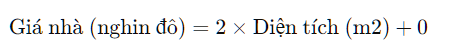 Giá nhà (nghin đô) = 2 × Diện tích (m2) + 0